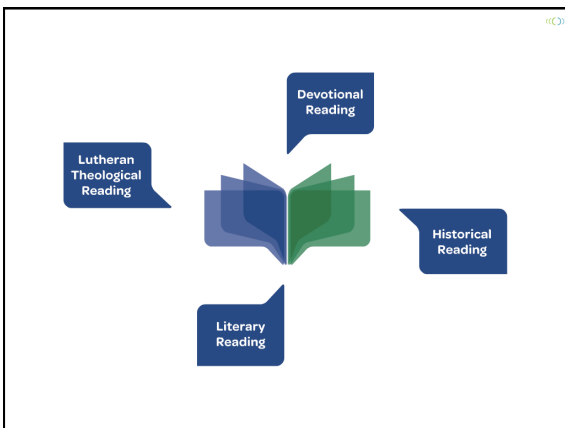 Devotional
Reading
Lutheran
Theological
Reading
Historical
Reading
Literary
Reading